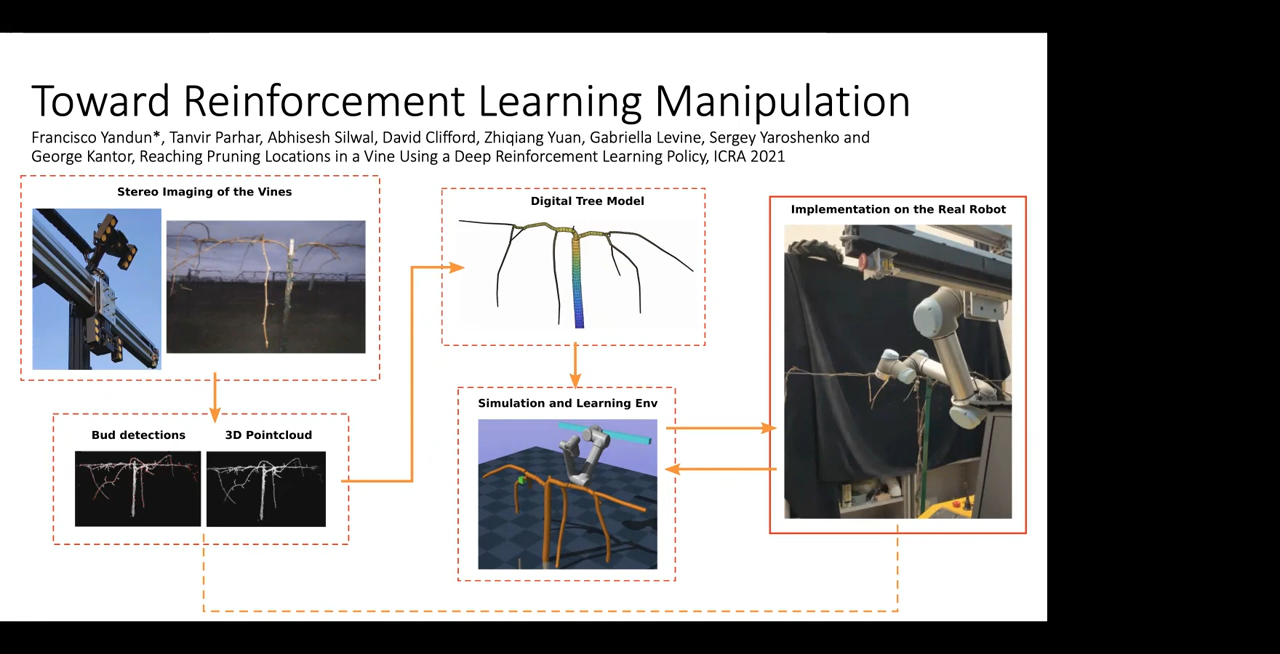 Toward Reinforcement Learning Manipulation
Francisco Yandun*, Tanvir Parhar, Abhisesh Silwal, David Clifford, Zhiqiang Yuan, Gabriella Levine, Sergey Yaroshenko and
George Kantor, Reaching Pruning Locations in a Vine Using a Deep Reinforcement Learning Policy, ICRA 2021
Stereo Imaging of the Vines
Digital Tree Model
Implementation on the Real Robot
Simulation and Learning Env
Bud detections
3D Pointcloud